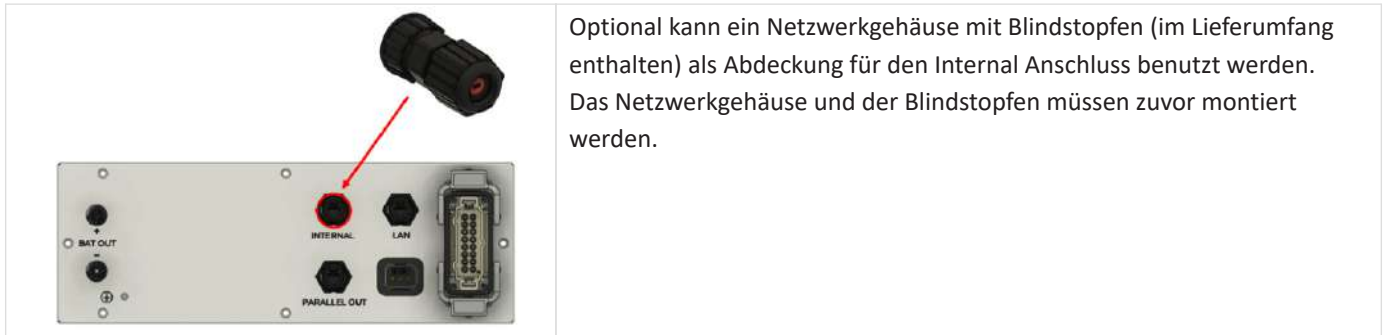 Optional kann ein Netzwerkgehäuse mit Blindstopfen (im Lieferumfang
enthalten) als Abdeckung für den Internal Anschluss benutzt werden.
Das Netzwerkgehäuse und der Blindstopfen müssen zuvor montiert
werden.
+
BAT OUT
-
INTERNAL
LAN
PARALLEL OUT